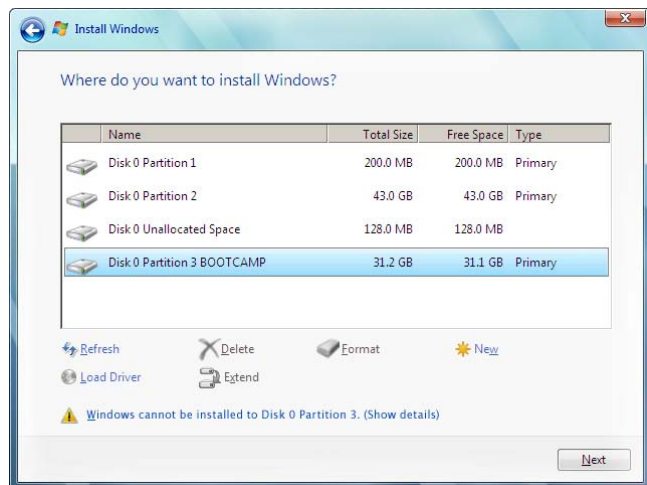 Install Windows
Where do you want to install Windows?
Name Total Size Free Space Type
Disk 0 Partition 1 200.0 MB 200.0 MB Primary
Disk 0 Partition 2 43.0 GB 43.0 GB Primary
Disk 0 Unallocated Space 128.0 MB 128.0 MB
Disk 0 Partition 3 BOOTCAMP 31.2 GB 31.1 GB Primary
Refresh Delete Format New
Load Driver Extend
Windows cannot be installed to Disk 0 Partition 3. (Show details)
Next